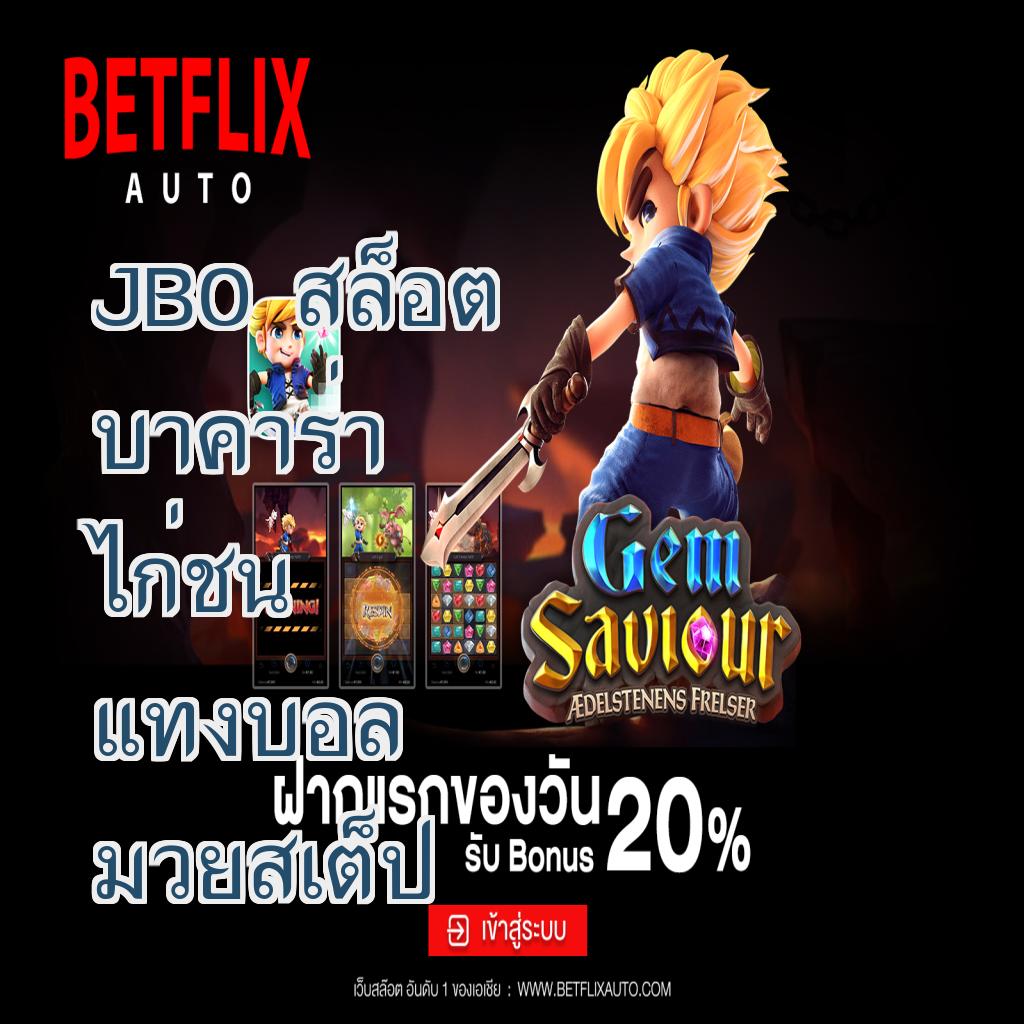 BETFLIX
AUTO
JBO สล็อต
บาคาร่า
ไก่ชน
แทงบอล
มวยสเต็ป
Gem
Saviour
ÆDELSTENENS FRELSER
ฝากแรกของวัน
รับ Bonus 20%
เข้าสู่ระบบ
เว็บสล๊อต อันดับ 1 ของเอเชีย : WWW.BETFLIXAUTO.COM